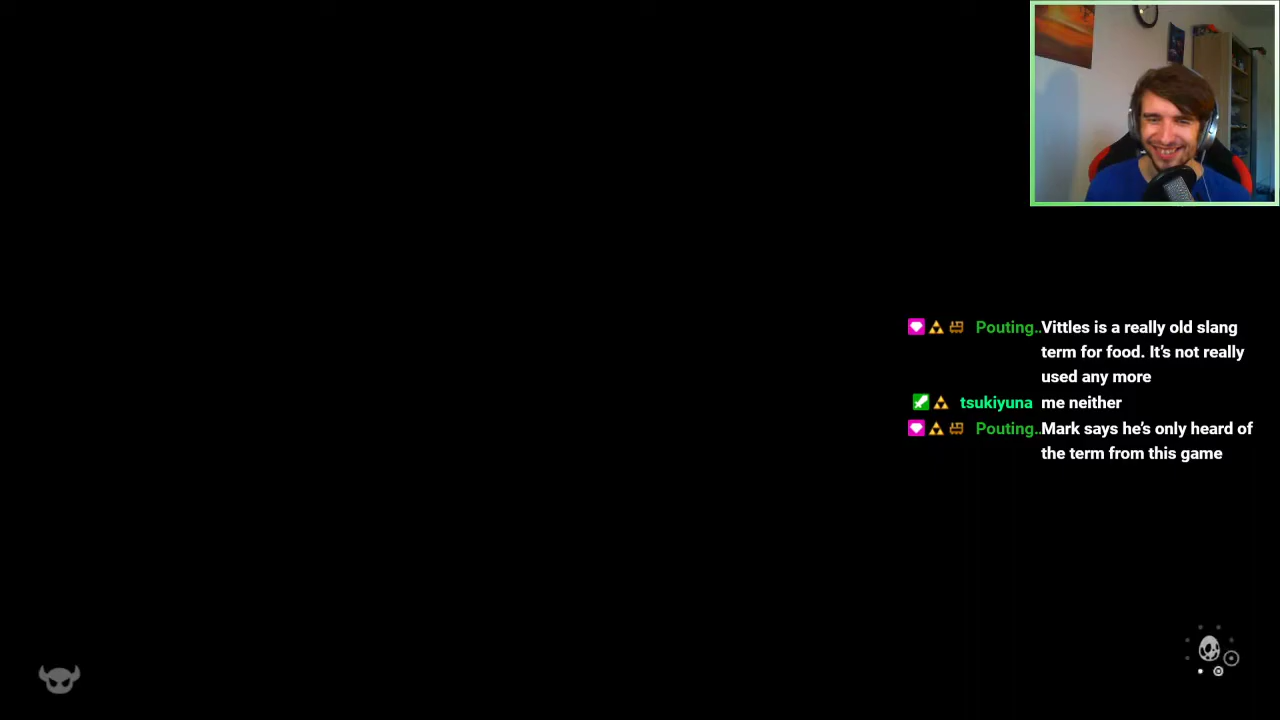 Pouting.. Vittles is a really old slang
term for food. It’s not really
used any more
tsukiyuna me neither
Pouting.. Mark says he’s only heard of
the term from this game